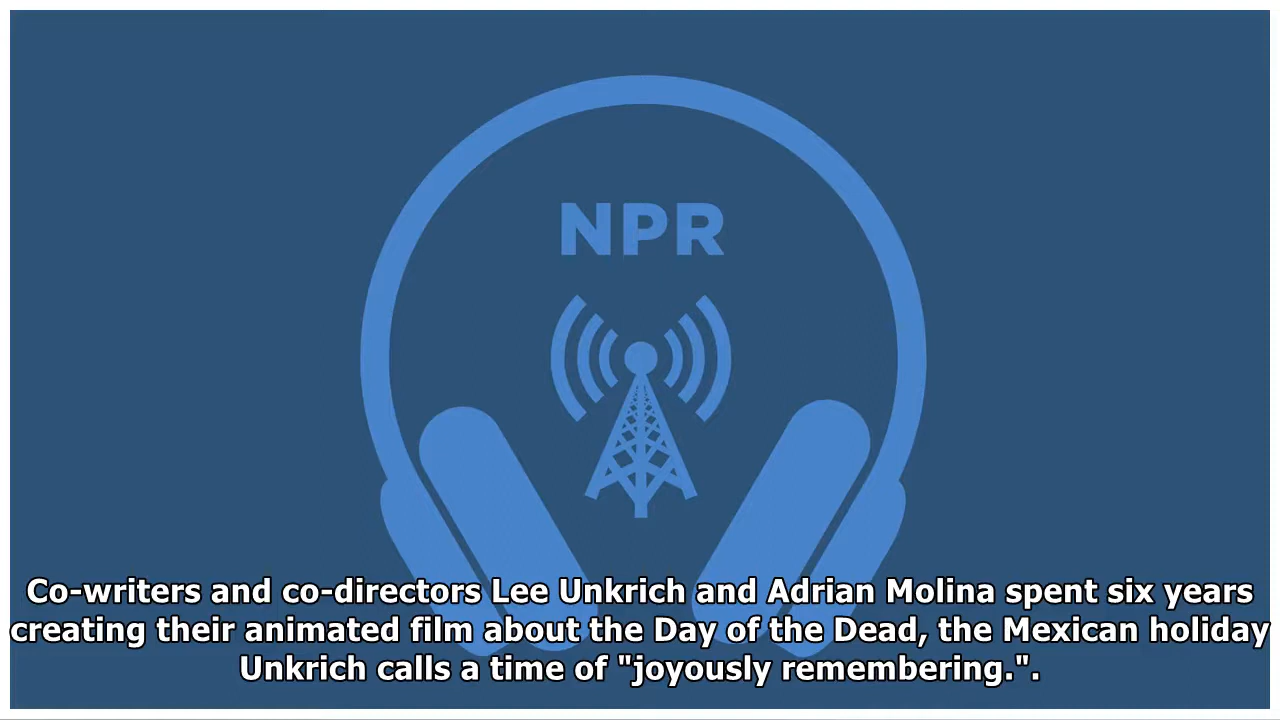 NPR
Co-writers and co-directors Lee Unkrich and Adrian Molina spent six years
creating their animated film about the Day of the Dead, the Mexican holiday
Unkrich calls a time of "joyously remembering.".